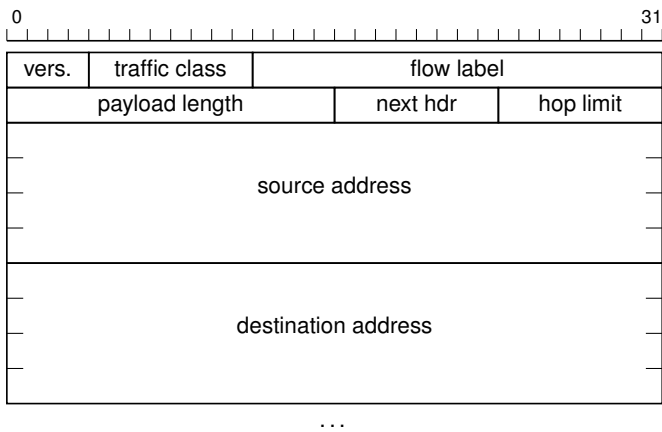 0 31
vers. traffic class flow label
payload length next hdr hop limit
source address
destination address
...